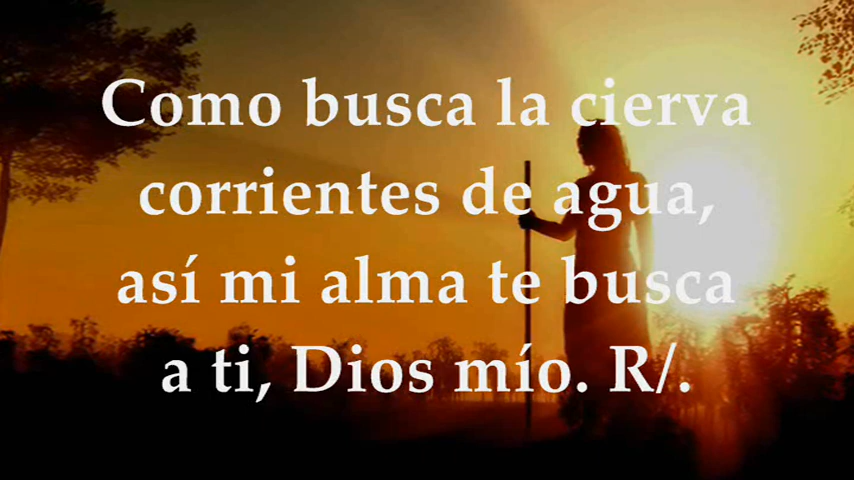 Como busca la cierva
corrientes de agua,
así mi alma te busca
a ti, Dios mío. R/.